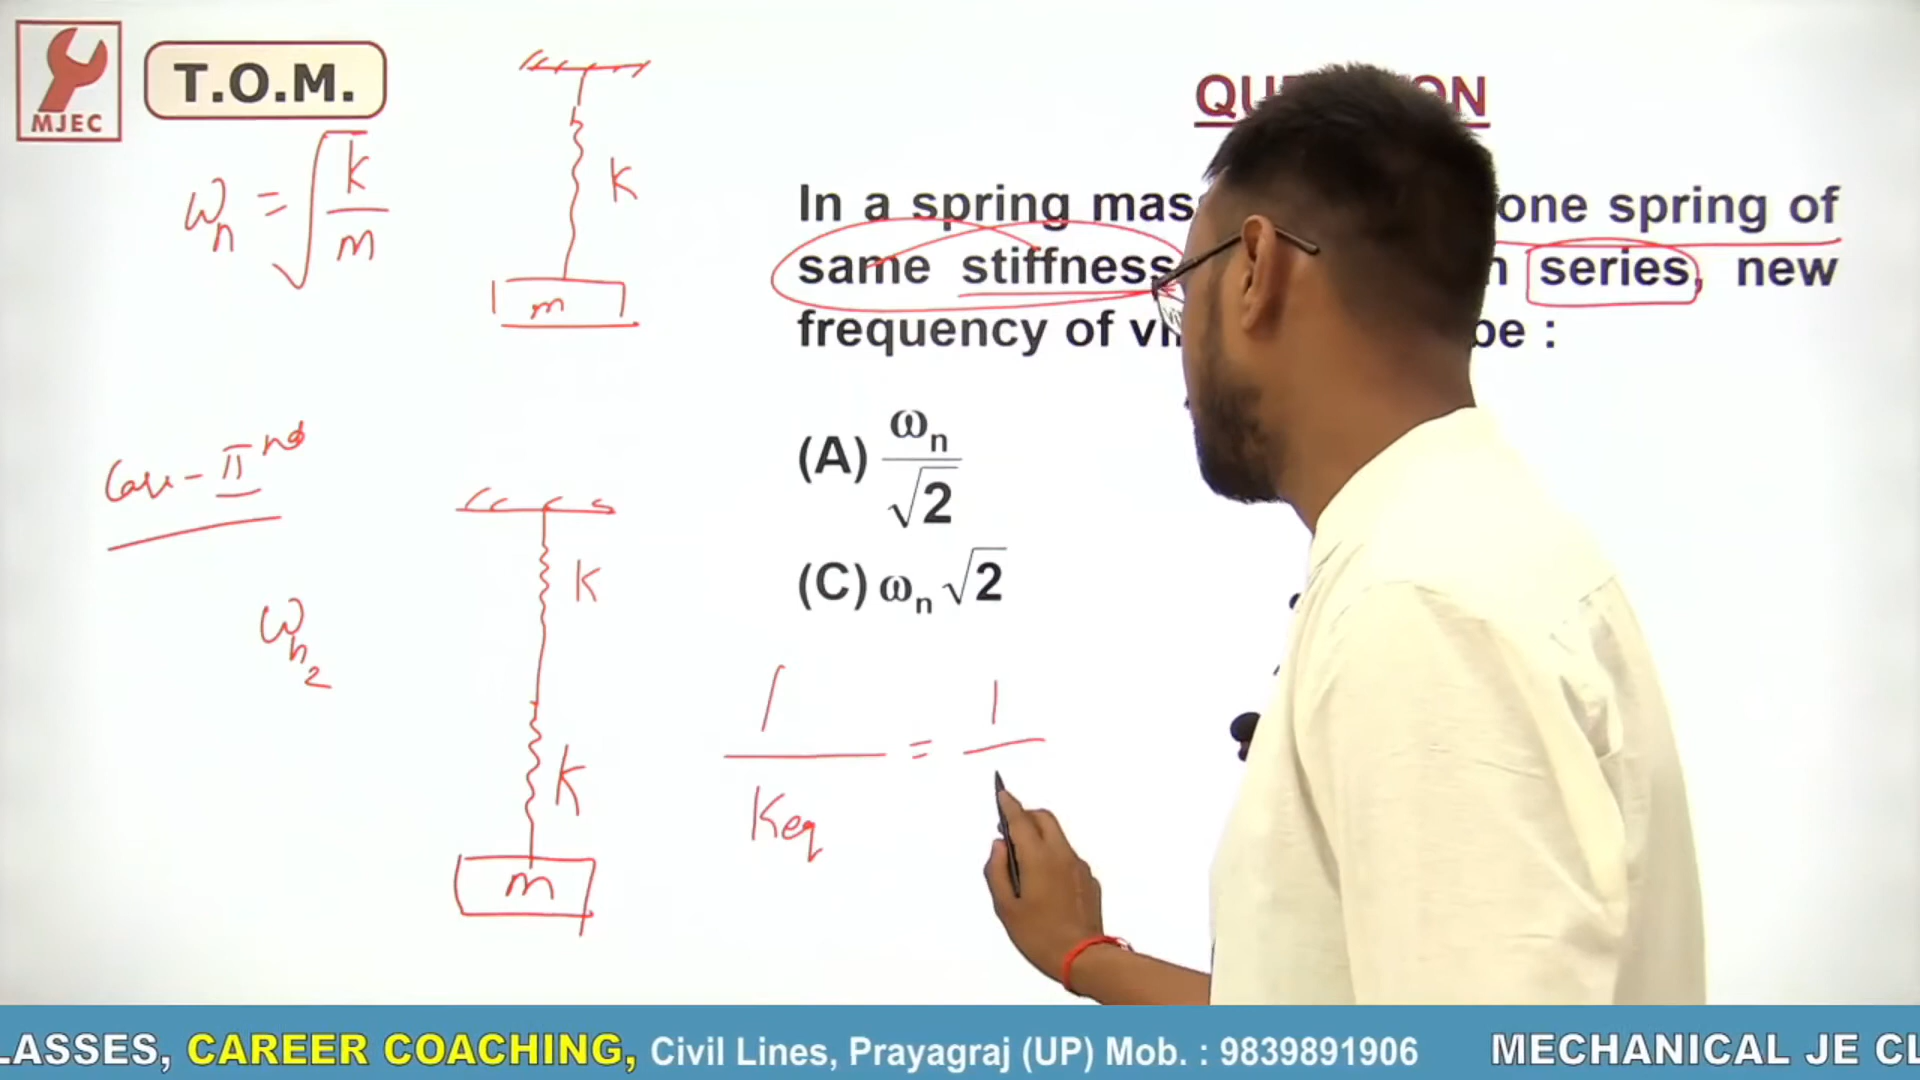 MJEC
T.O.M.
QU ON
In a spring mas one spring of
same stiffness n series, new
frequency of vi be :
(A) ωn/√2
(C) ωn √2
ωn = √k/m
K
m
Case - IInd
ωn2
K
K
m
1/Keq = 1
LASSES, CAREER COACHING, Civil Lines, Prayagraj (UP) Mob. : 9839891906 MECHANICAL JE CL